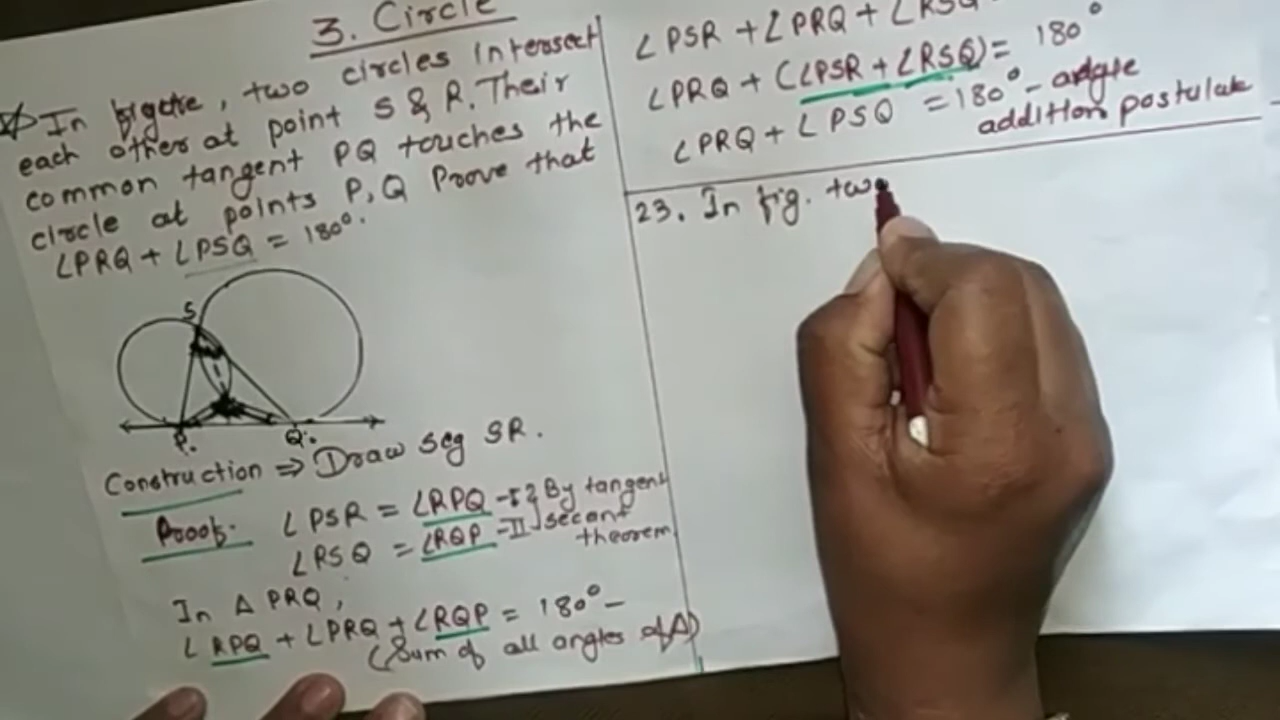 3. Circle
In figure, two circles intersect
each other at point S & R. Their
common tangent PQ touches the
circle at points P, Q Prove that
∠PRQ + ∠PSQ = 180°.
S
P.
Q.
Construction ⇒ Draw seg SR.
Proof- ∠PSR = ∠RPQ -I } By tangent
∠RSQ = ∠RQP -II secant
theorem
In △ PRQ,
∠RPQ + ∠PRQ + ∠RQP = 180° -
(Sum of all angles of △)
∠PSR + ∠PRQ + ∠RSQ
∠PRQ + (∠PSR + ∠RSQ) = 180°
∠PRQ + ∠PSQ = 180° - angle
addition postulate
23. In fig. two